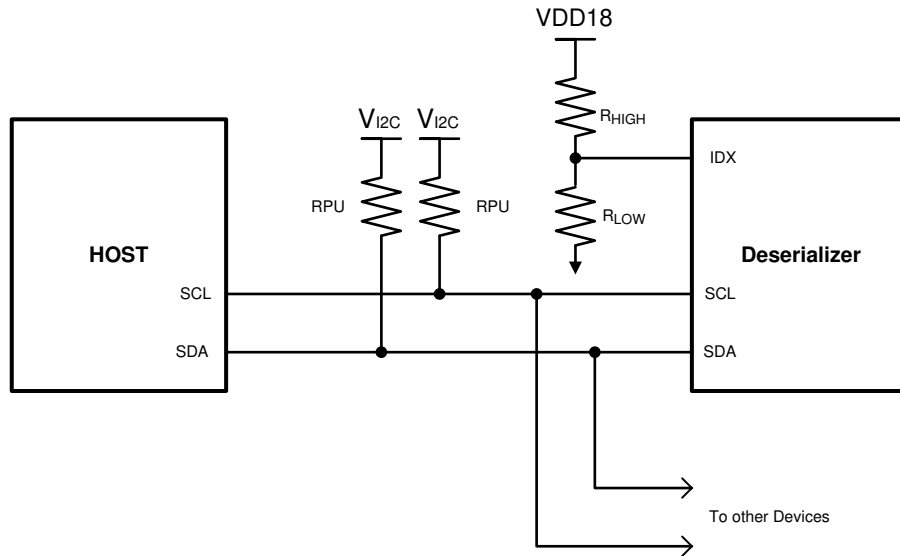 VDD18
RHIGH
VI2C VI2C
IDX
RPU RPU
RLOW
HOST
Deserializer
SCL SCL
SDA SDA
To other Devices